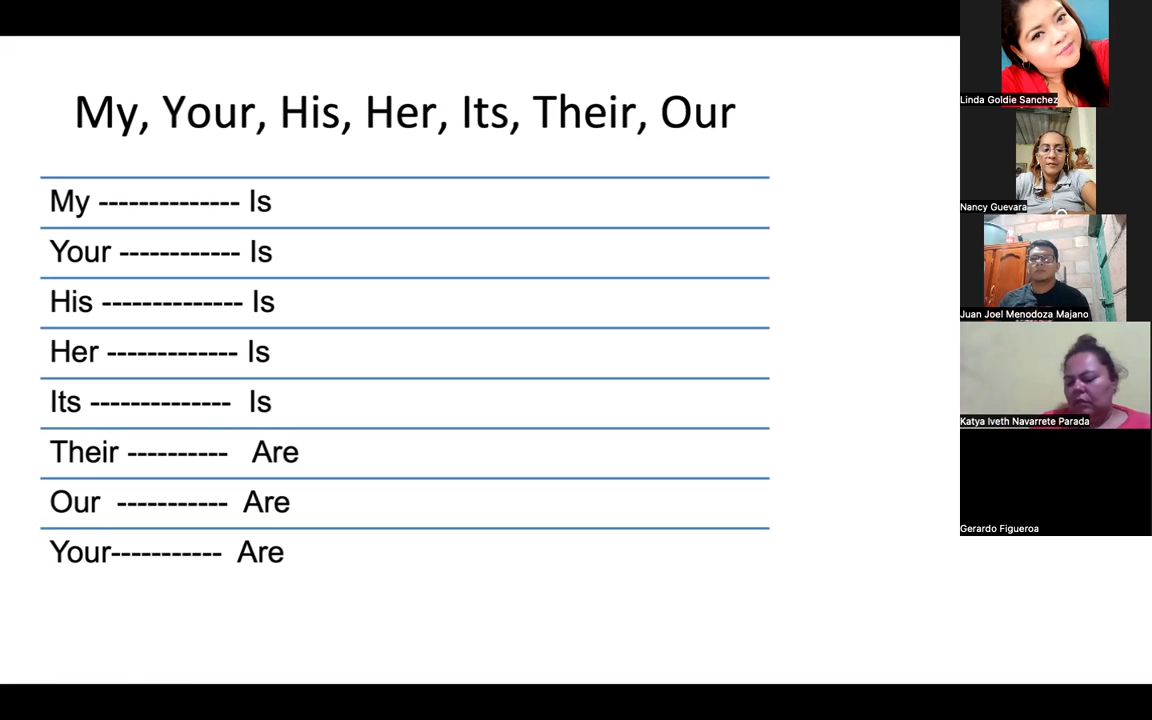 My, Your, His, Her, Its, Their, Our
My -------------- Is
Your ------------ Is
His -------------- Is
Her ------------- Is
Its -------------- Is
Their ---------- Are
Our ----------- Are
Your----------- Are
Linda Goldie Sanchez
Nancy Guevara
Juan Joel Menodoza Majano
Katya Iveth Navarrete Parada
Gerardo Figueroa